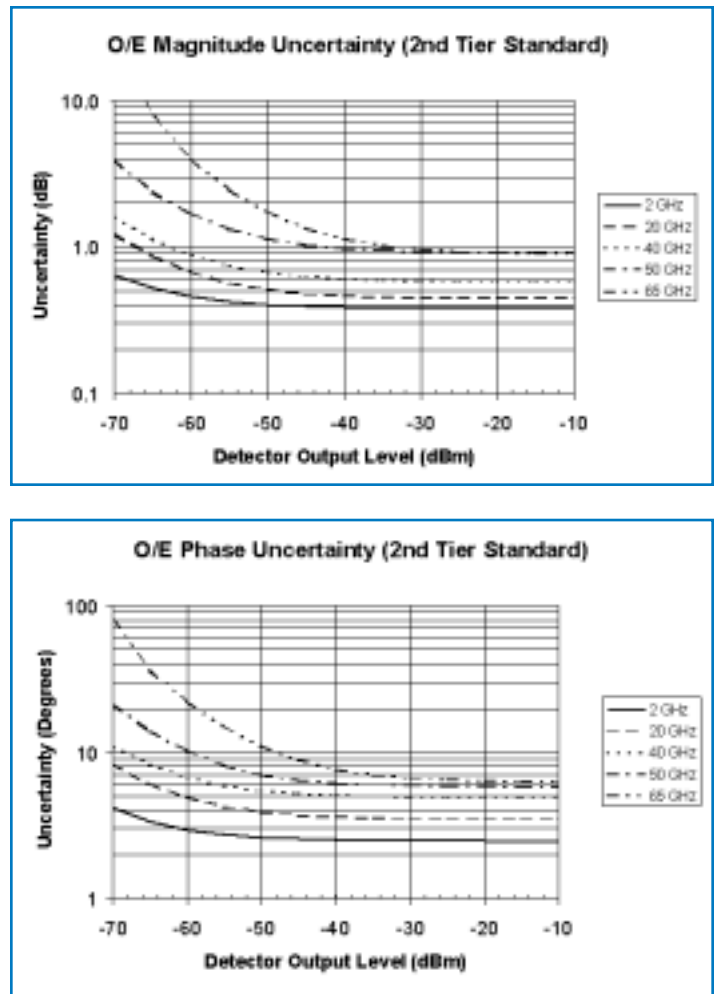 O/E Magnitude Uncertainty (2nd Tier Standard)
10.0
1.0
0.1
Uncertainty (dB)
-70 -60 -50 -40 -30 -20 -10
Detector Output Level (dBm)
2 GHz
20 GHz
40 GHz
50 GHz
65 GHz
O/E Phase Uncertainty (2nd Tier Standard)
100
10
1
Uncertainty (Degrees)
-70 -60 -50 -40 -30 -20 -10
Detector Output Level (dBm)
2 GHz
20 GHz
40 GHz
50 GHz
65 GHz